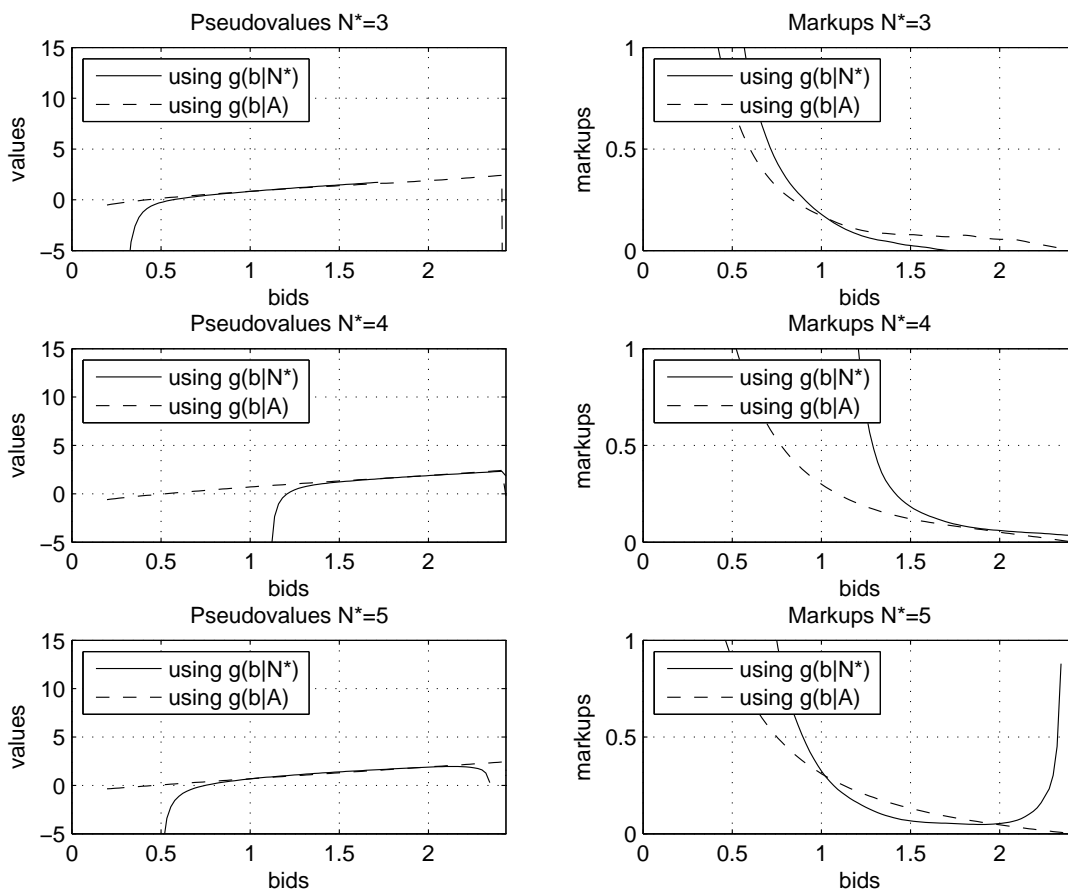 Pseudovalues N*=3
15
10
5
0
−5
values
using g(b|N*)
using g(b|A)
0
0.5
1
1.5
2
bids
Markups N*=3
1
0.5
0
markups
using g(b|N*)
using g(b|A)
0
0.5
1
1.5
2
bids
Pseudovalues N*=4
15
10
5
0
−5
values
using g(b|N*)
using g(b|A)
0
0.5
1
1.5
2
bids
Markups N*=4
1
0.5
0
markups
using g(b|N*)
using g(b|A)
0
0.5
1
1.5
2
bids
Pseudovalues N*=5
15
10
5
0
−5
values
using g(b|N*)
using g(b|A)
0
0.5
1
1.5
2
bids
Markups N*=5
1
0.5
0
markups
using g(b|N*)
using g(b|A)
0
0.5
1
1.5
2
bids